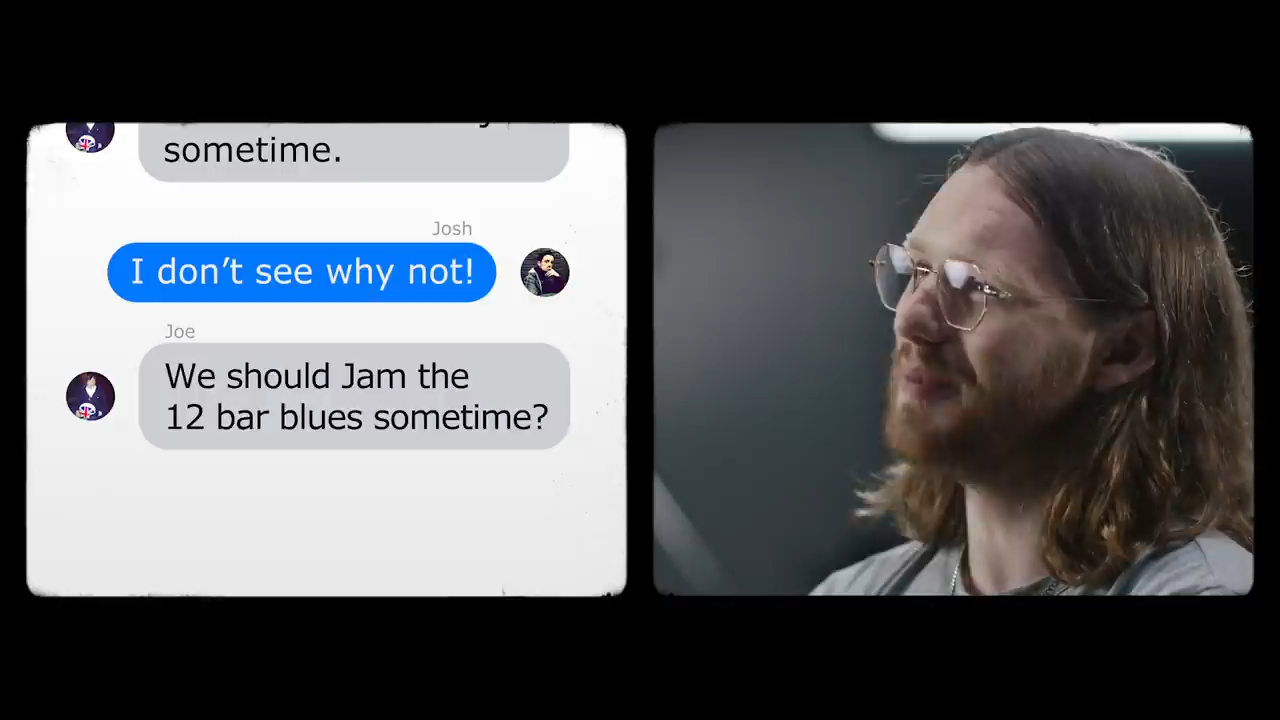 sometime.
Josh
I don’t see why not!
Joe
We should Jam the
12 bar blues sometime?